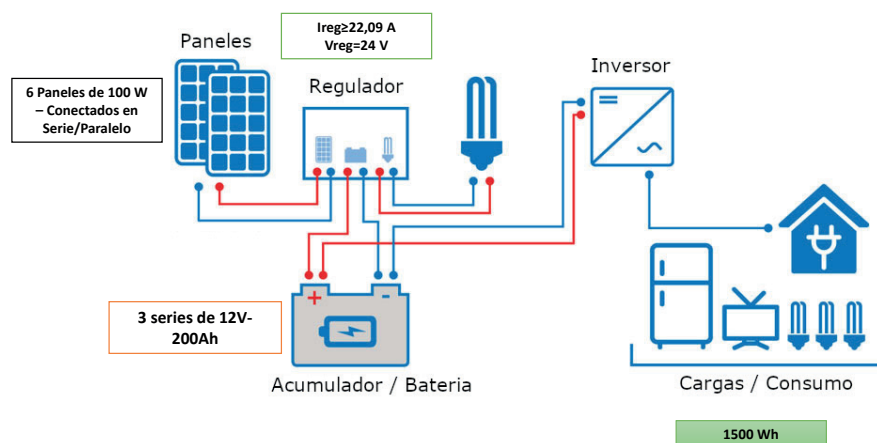 Ireg≥22,09 A
Vreg=24 V
Paneles
6 Paneles de 100 W
– Conectados en
Serie/Paralelo
Regulador
Inversor
+
-
3 series de 12V-
200Ah
Acumulador / Bateria
Cargas / Consumo
1500 Wh